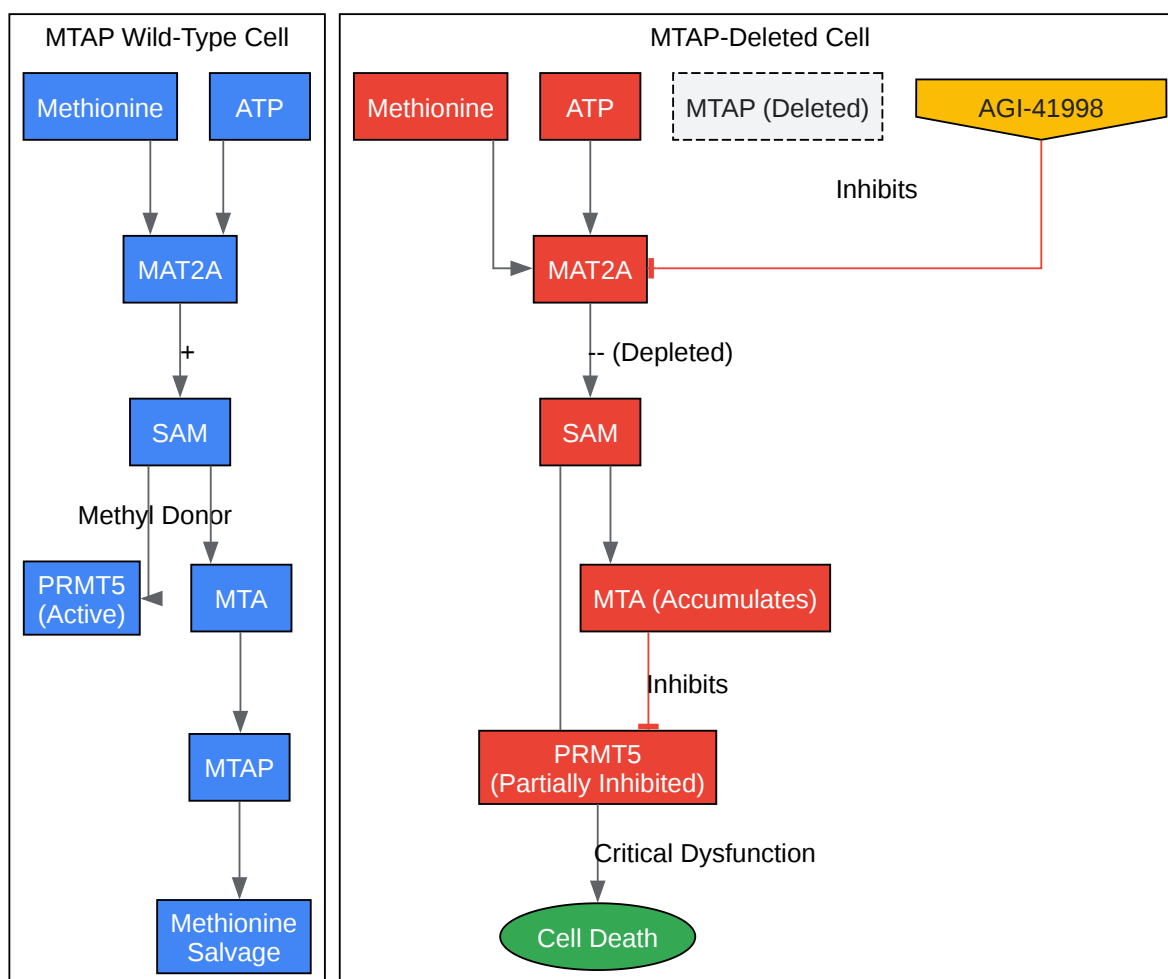 MTAP Wild-Type Cell
Methionine
ATP
MAT2A
+
SAM
Methyl Donor
PRMT5
(Active)
MTA
MTAP
Methionine
Salvage
MTAP-Deleted Cell
Methionine
ATP
MTAP (Deleted)
AGI-41998
Inhibits
MAT2A
-- (Depleted)
SAM
MTA (Accumulates)
Inhibits
PRMT5
(Partially Inhibited)
Critical Dysfunction
Cell Death